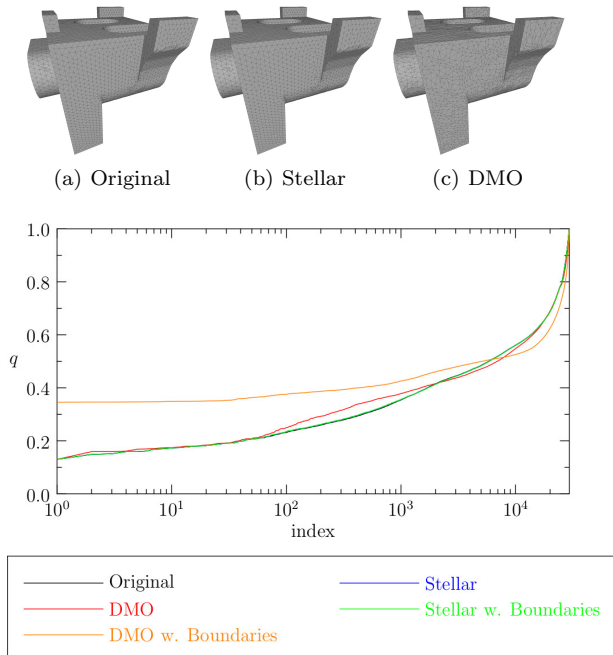 (a) Original (b) Stellar (c) DMO
1.0
0.8
0.6
q
0.4
0.2
0.0
10^0 10^1 10^2 10^3 10^4
index
Original Stellar
DMO Stellar w. Boundaries
DMO w. Boundaries